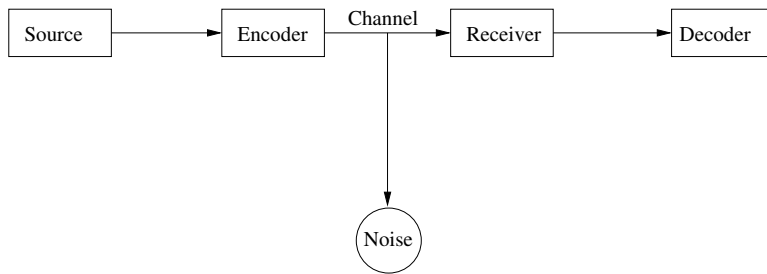 Channel
Source
Encoder
Receiver
Decoder
Noise